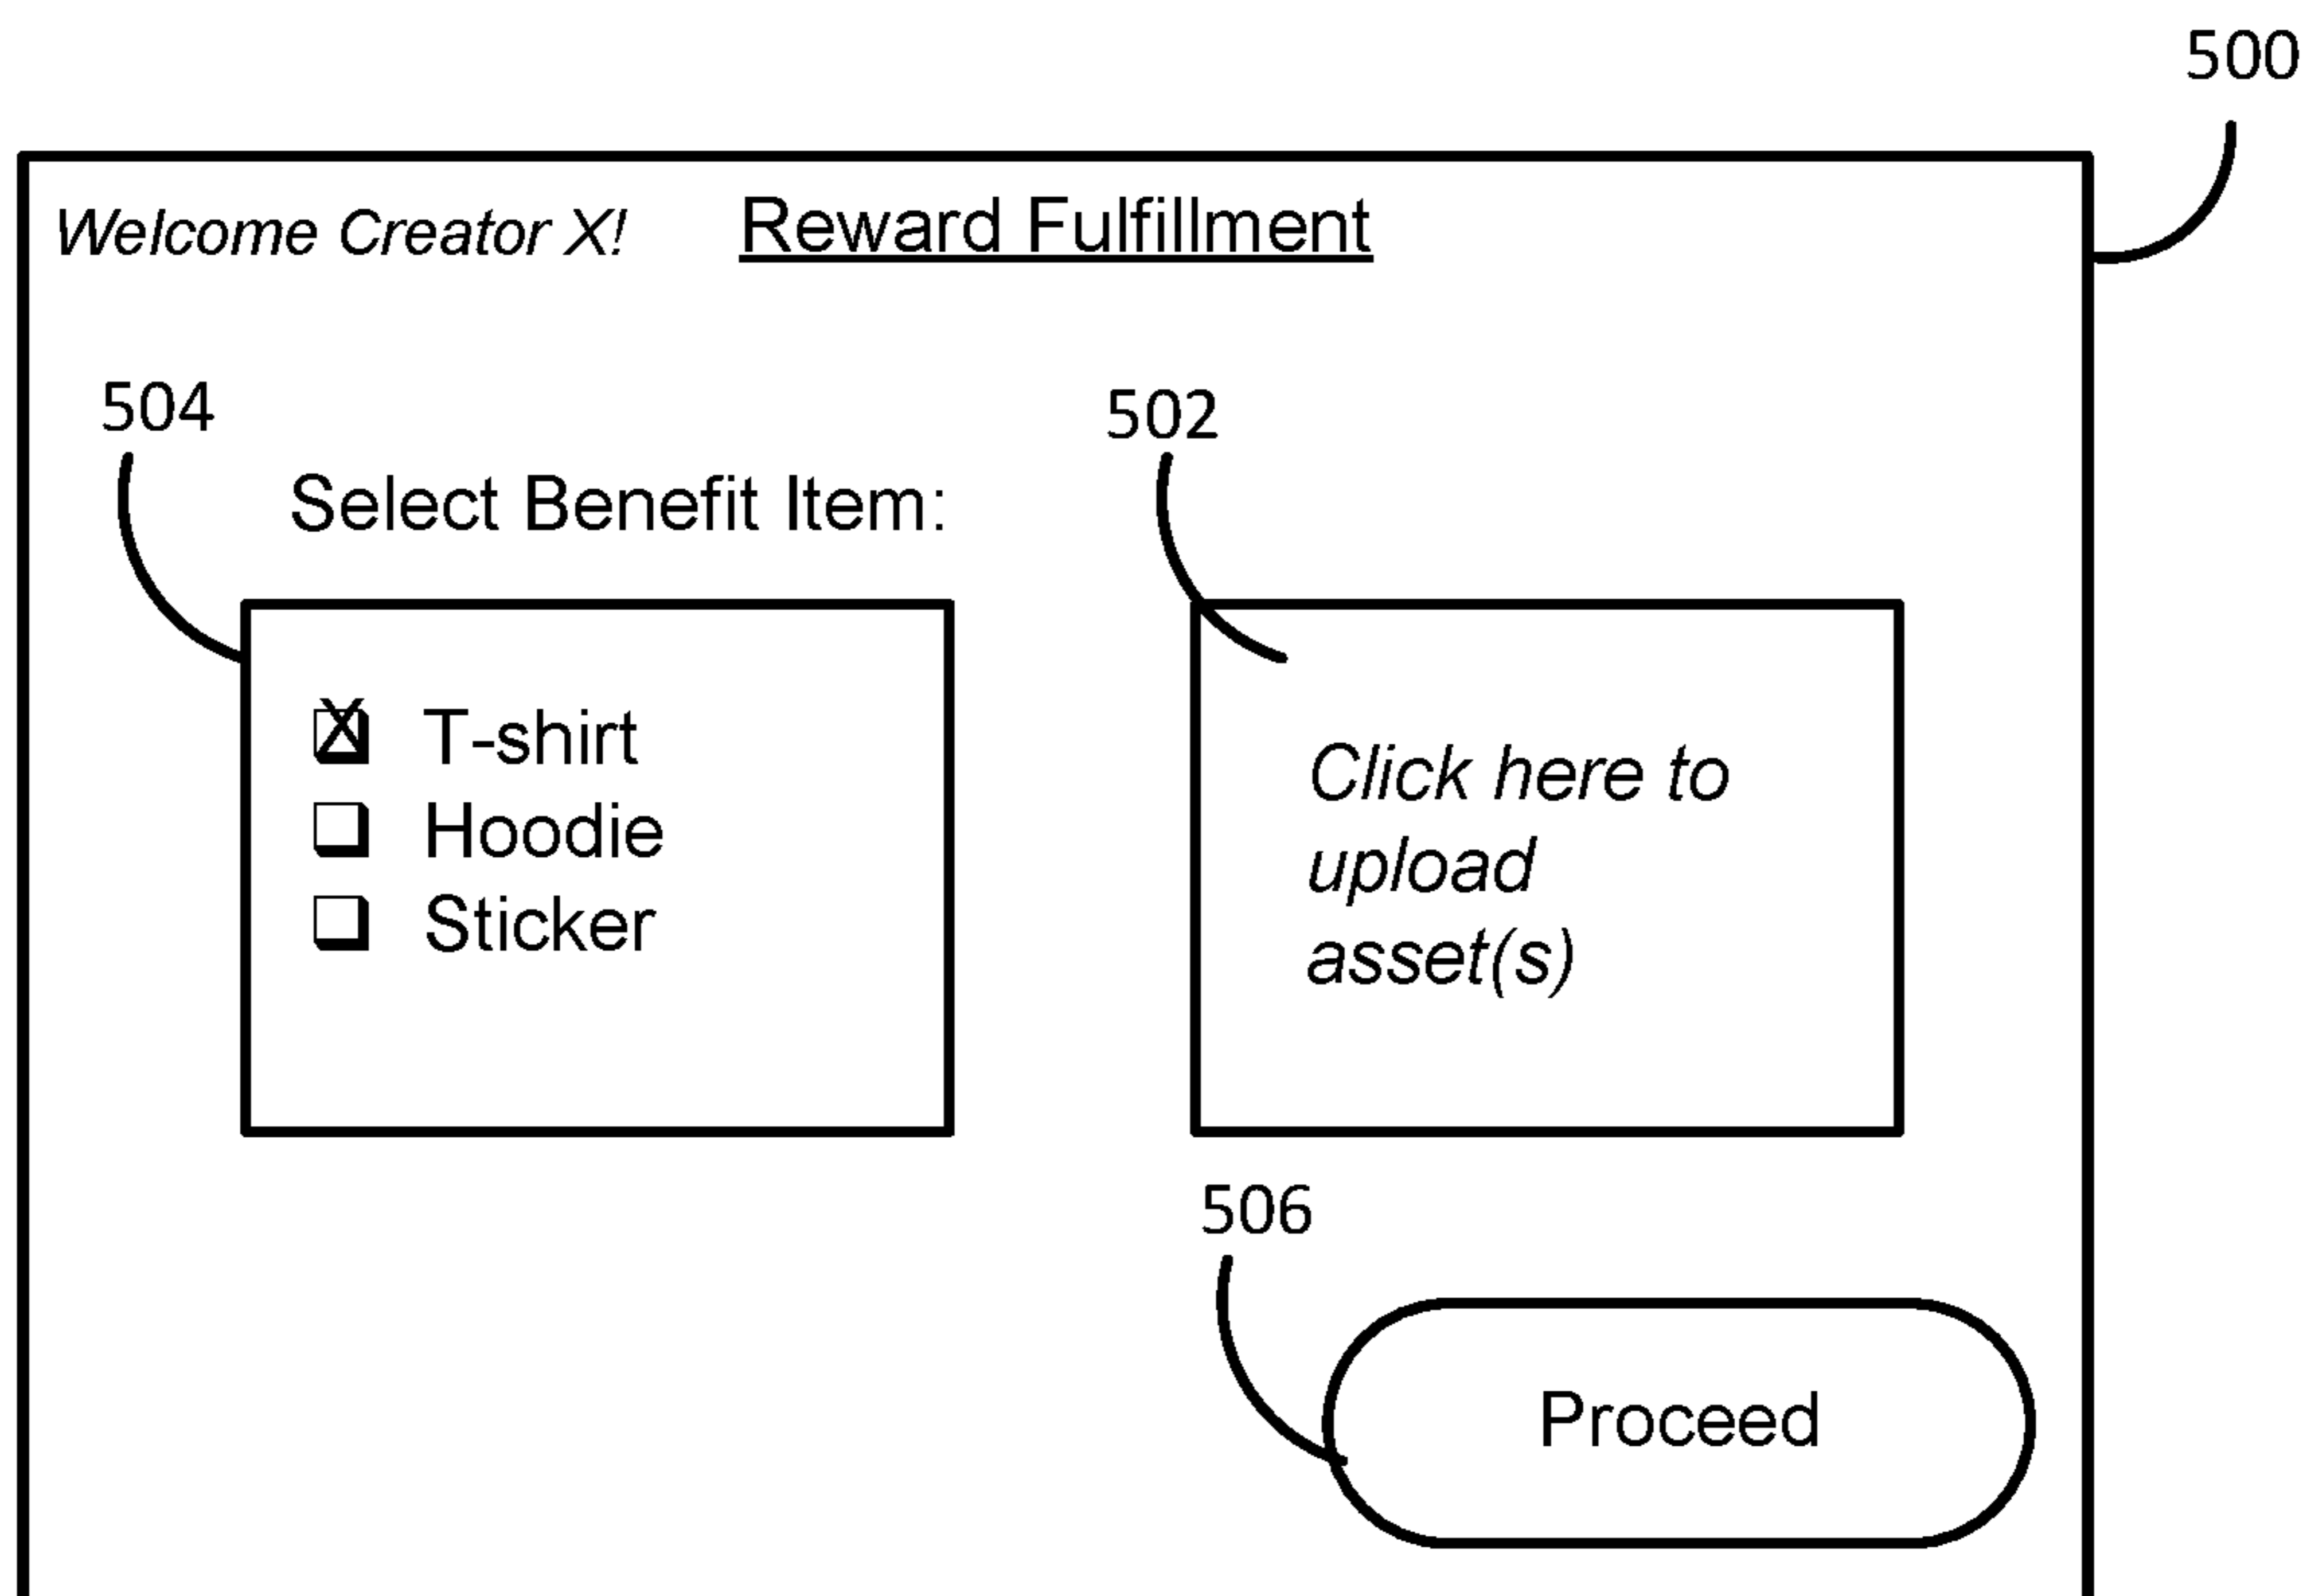 500
Welcome Creator X! Reward Fulfillment
504
502
Select Benefit Item:
X T-shirt
Hoodie
Sticker
Click here to
upload
asset(s)
506
Proceed